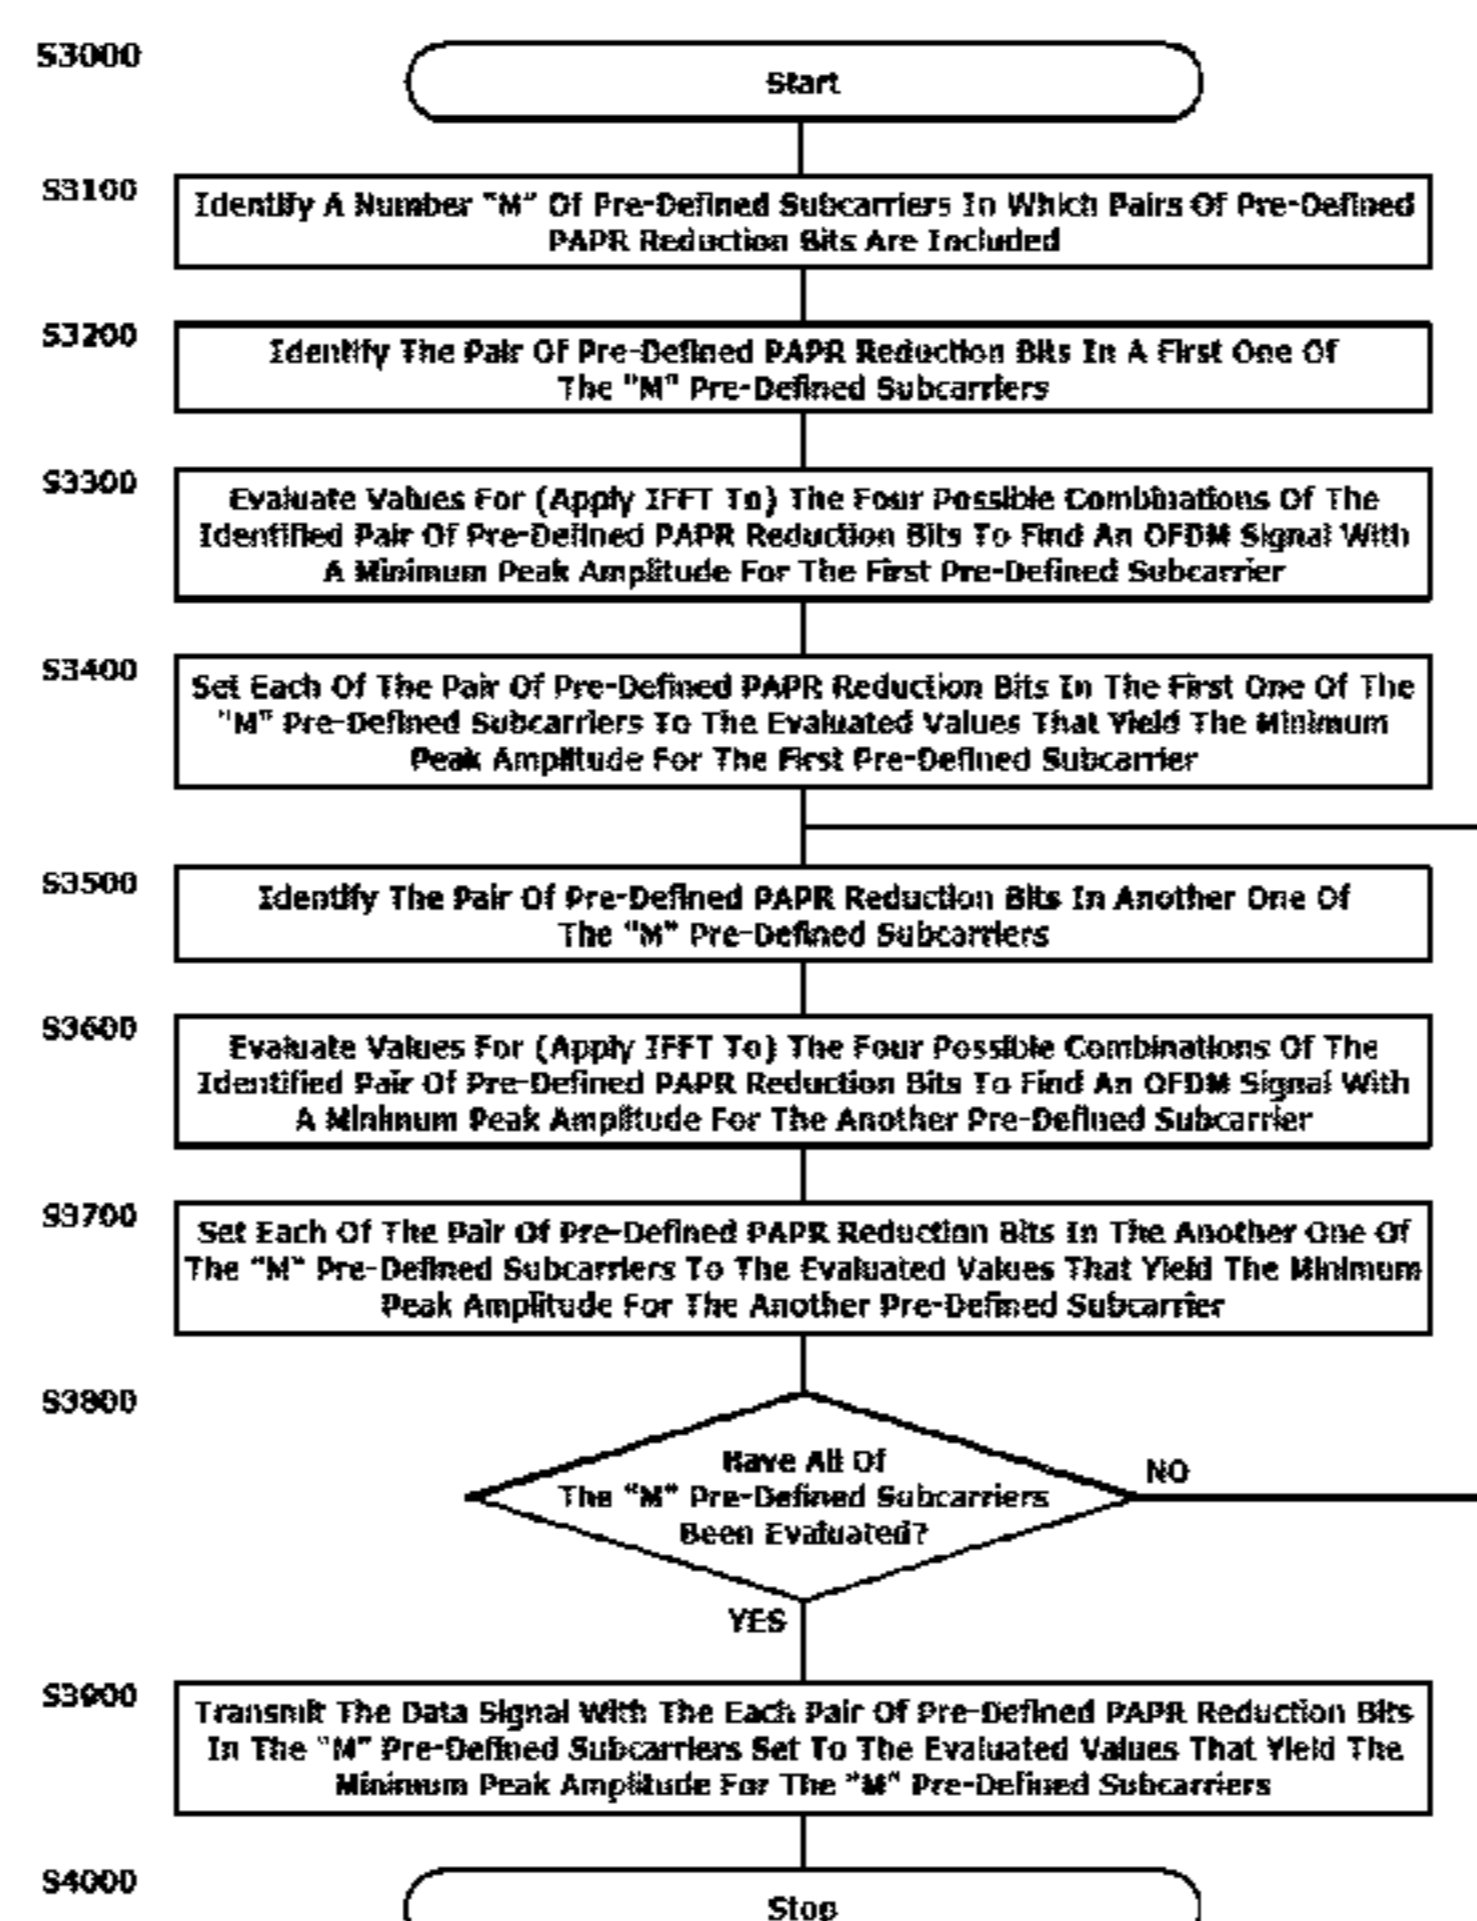 S3000
Start
S3100
Identify A Number "M" Of Pre-Defined Subcarriers In Which Pairs Of Pre-Defined
PAPR Reduction Bits Are Included
S3200
Identify The Pair Of Pre-Defined PAPR Reduction Bits In A First One Of
The "M" Pre-Defined Subcarriers
S3300
Evaluate Values For (Apply IFFT To) The Four Possible Combinations Of The
Identified Pair Of Pre-Defined PAPR Reduction Bits To Find An OFDM Signal With
A Minimum Peak Amplitude For The First Pre-Defined Subcarrier
S3400
Set Each Of The Pair Of Pre-Defined PAPR Reduction Bits In The First One Of The
"M" Pre-Defined Subcarriers To The Evaluated Values That Yield The Minimum
Peak Amplitude For The First Pre-Defined Subcarrier
S3500
Identify The Pair Of Pre-Defined PAPR Reduction Bits In Another One Of
The "M" Pre-Defined Subcarriers
S3600
Evaluate Values For (Apply IFFT To) The Four Possible Combinations Of The
Identified Pair Of Pre-Defined PAPR Reduction Bits To Find An OFDM Signal With
A Minimum Peak Amplitude For The Another Pre-Defined Subcarrier
S3700
Set Each Of The Pair Of Pre-Defined PAPR Reduction Bits In The Another One Of
The "M" Pre-Defined Subcarriers To The Evaluated Values That Yield The Minimum
Peak Amplitude For The Another Pre-Defined Subcarrier
S3800
Have All Of
The "M" Pre-Defined Subcarriers
Been Evaluated?
NO
YES
S3900
Transmit The Data Signal With The Each Pair Of Pre-Defined PAPR Reduction Bits
In The "M" Pre-Defined Subcarriers Set To The Evaluated Values That Yield The
Minimum Peak Amplitude For The "M" Pre-Defined Subcarriers
S4000
Stop